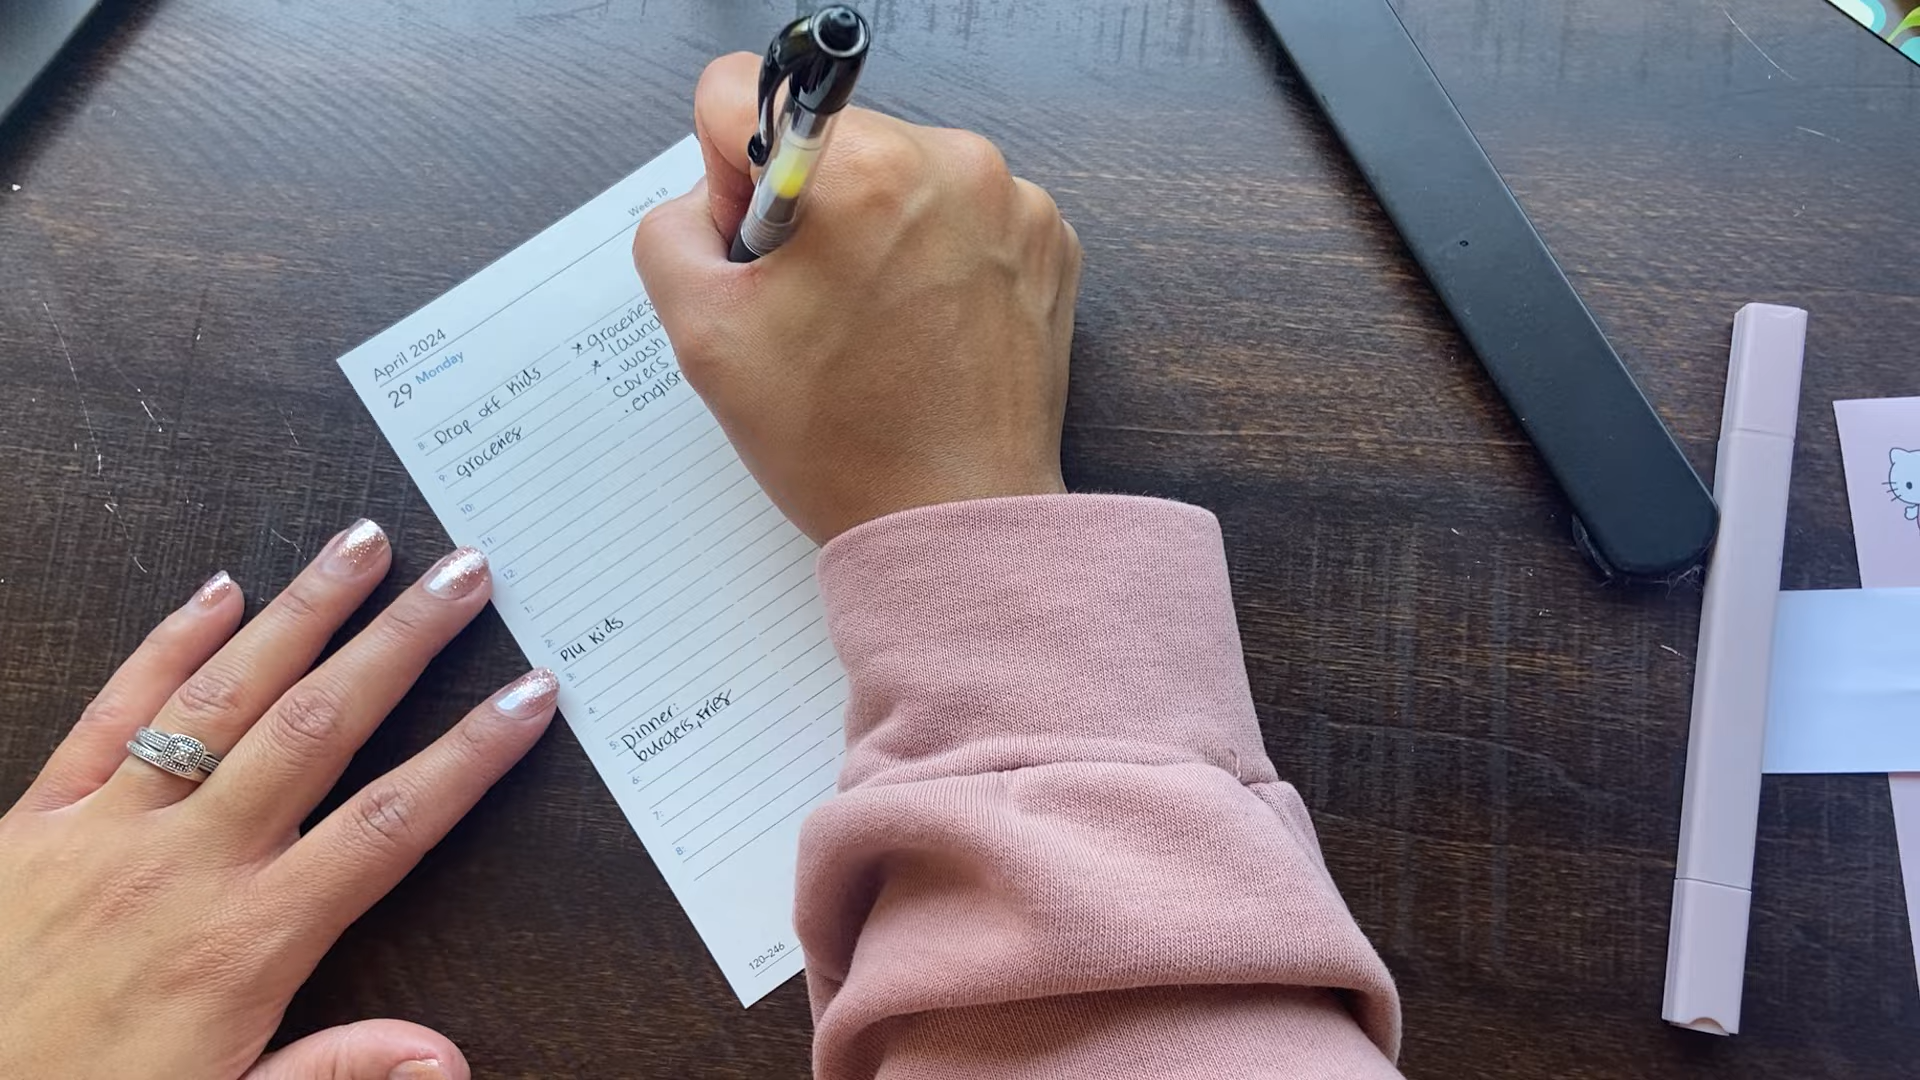 Week 18
April 2024
29 Monday
* groceries
* laund
• wash
covers
• english
8: Drop off kids
9: groceries
10:
11:
12:
1:
2: PIU kids
3:
4:
5: Dinner:
burgers, fries
6:
7:
8:
120-246